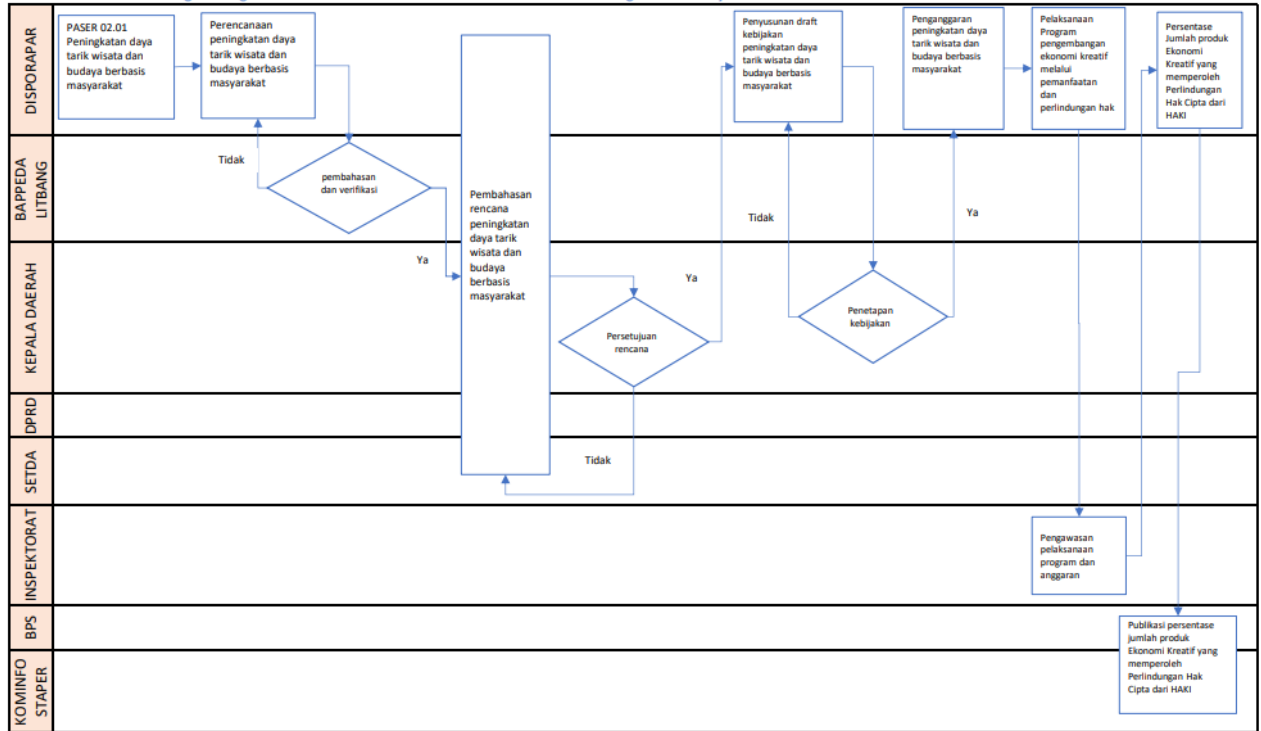 DISPORAPAR
PASER 02.01
Peningkatan daya
tarik wisata dan
budaya berbasis
masyarakat
Perencanaan
peningkatan daya
tarik wisata dan
budaya berbasis
masyarakat
Penyusunan draft
kebijakan
peningkatan daya
tarik wisata dan
budaya berbasis
masyarakat
Penganggaran
peningkatan daya
tarik wisata dan
budaya berbasis
masyarakat
Pelaksanaan
Program
pengembangan
ekonomi kreatif
melalui
pemanfaatan
dan
perlindungan hak
Persentase
Jumlah produk
Ekonomi
Kreatif yang
memperoleh
Perlindungan
Hak Cipta dari
HAKI
BAPPEDA
LITBANG
Tidak
pembahasan
dan verifikasi
Ya
Pembahasan
rencana
peningkatan
daya tarik
wisata dan
budaya
berbasis
masyarakat
Tidak
Ya
KEPALA DAERAH
Persetujuan
rencana
Ya
Penetapan
kebijakan
DPRD
SETDA
Tidak
INSPEKTORAT
Pengawasan
pelaksanaan
program dan
anggaran
BPS
Publikasi persentase
jumlah produk
Ekonomi Kreatif yang
memperoleh
Perlindungan Hak
Cipta dari HAKI
KOMINFO
STAPER